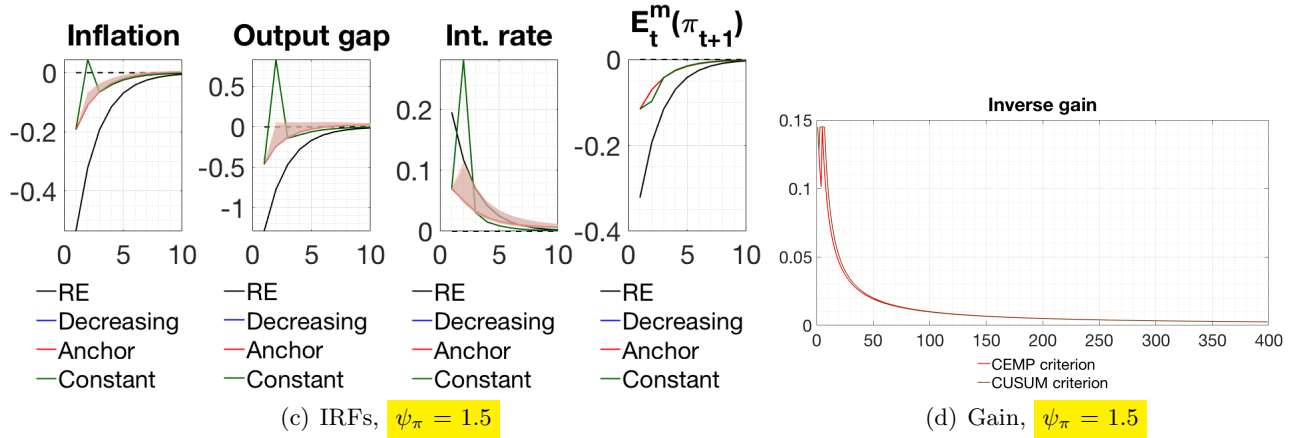 Inflation
0
-0.2
-0.4
0 5 10
RE
Decreasing
Anchor
Constant
Output gap
0.5
0
-0.5
-1
0 5 10
RE
Decreasing
Anchor
Constant
Int. rate
0.2
0.1
0
0 5 10
RE
Decreasing
Anchor
Constant
E_t^m(π_{t+1})
0
-0.2
-0.4
0 5 10
RE
Decreasing
Anchor
Constant
(c) IRFs, ψ_π = 1.5
Inverse gain
0.15
0.1
0.05
0
0 50 100 150 200 250 300 350 400
CEMP criterion
CUSUM criterion
(d) Gain, ψ_π = 1.5